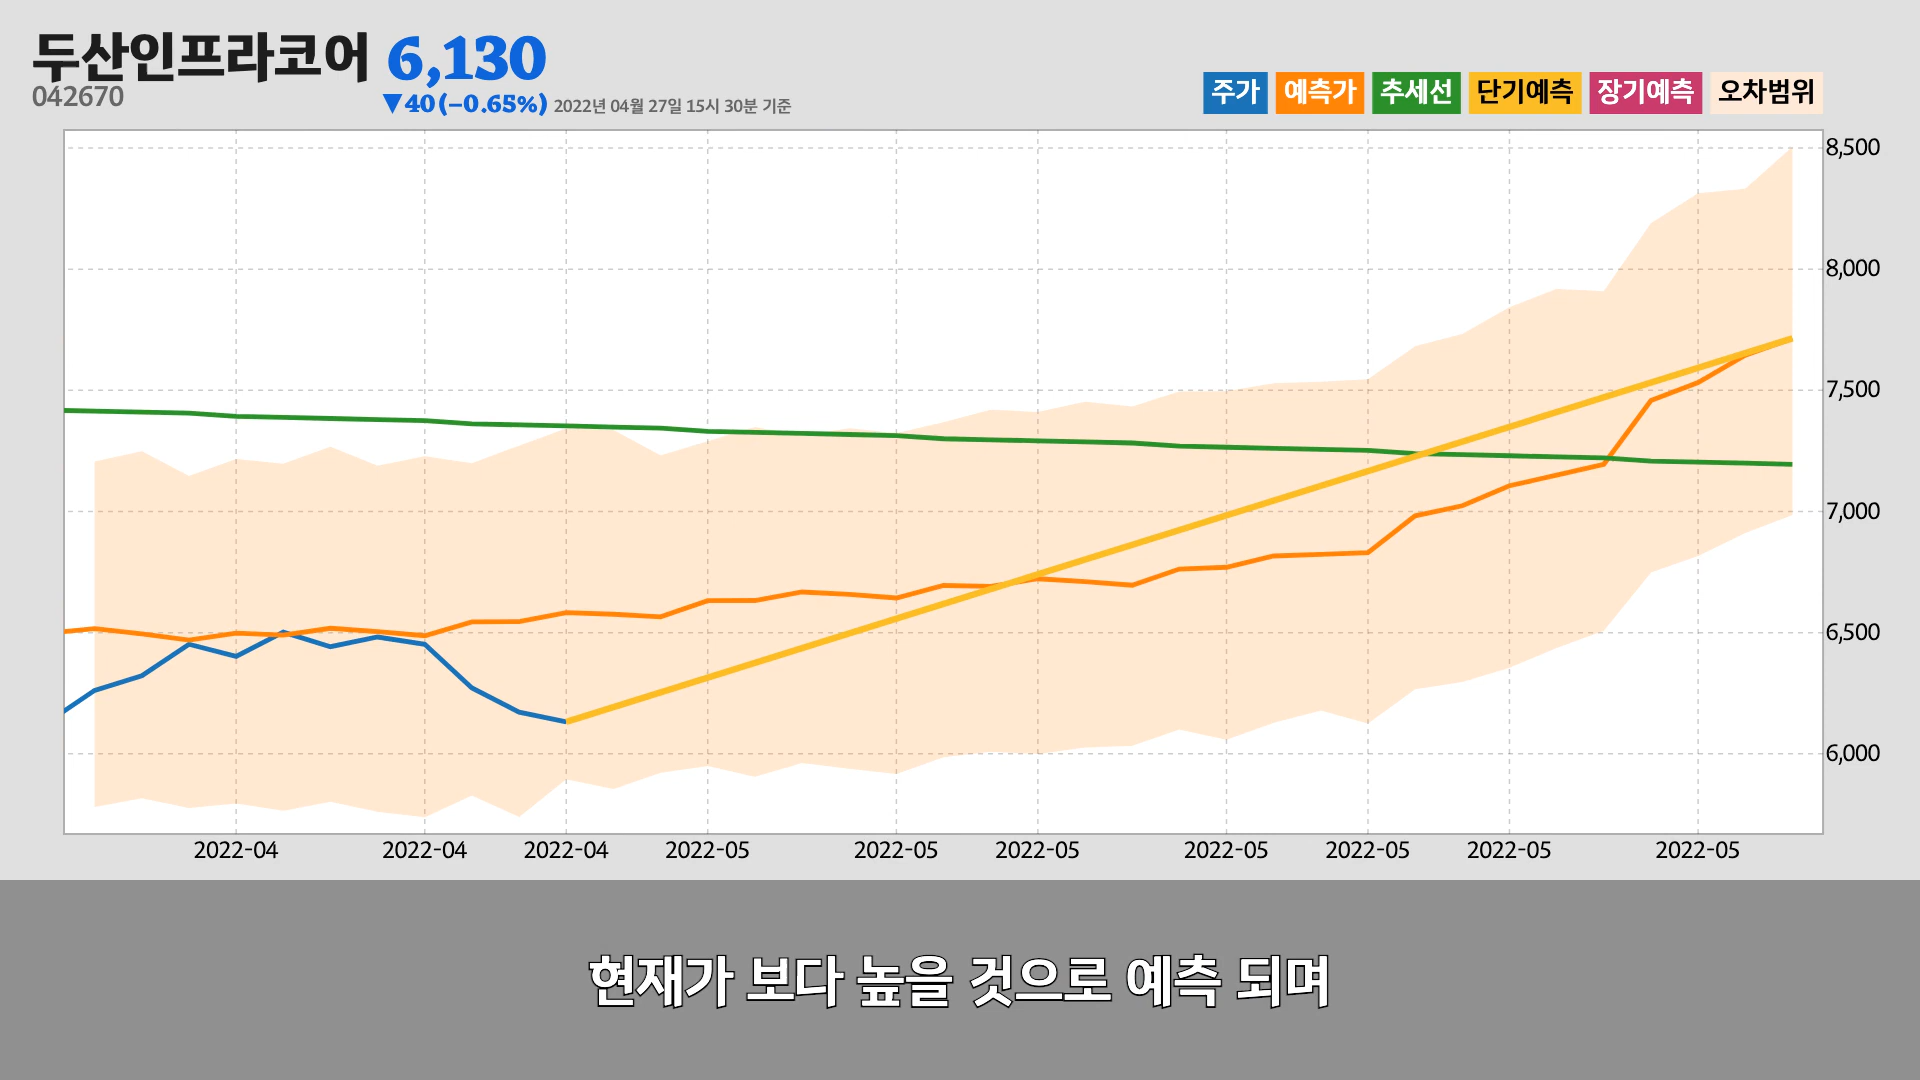 두산인프라코어 6,130
042670
▼40(−0.65%) 2022년 04월 27일 15시 30분 기준
주가 예측가 추세선 단기예측 장기예측 오차범위
8,500
8,000
7,500
7,000
6,500
6,000
2022-04 2022-04 2022-04 2022-05 2022-05 2022-05 2022-05 2022-05 2022-05 2022-05
현재가 보다 높을 것으로 예측 되며